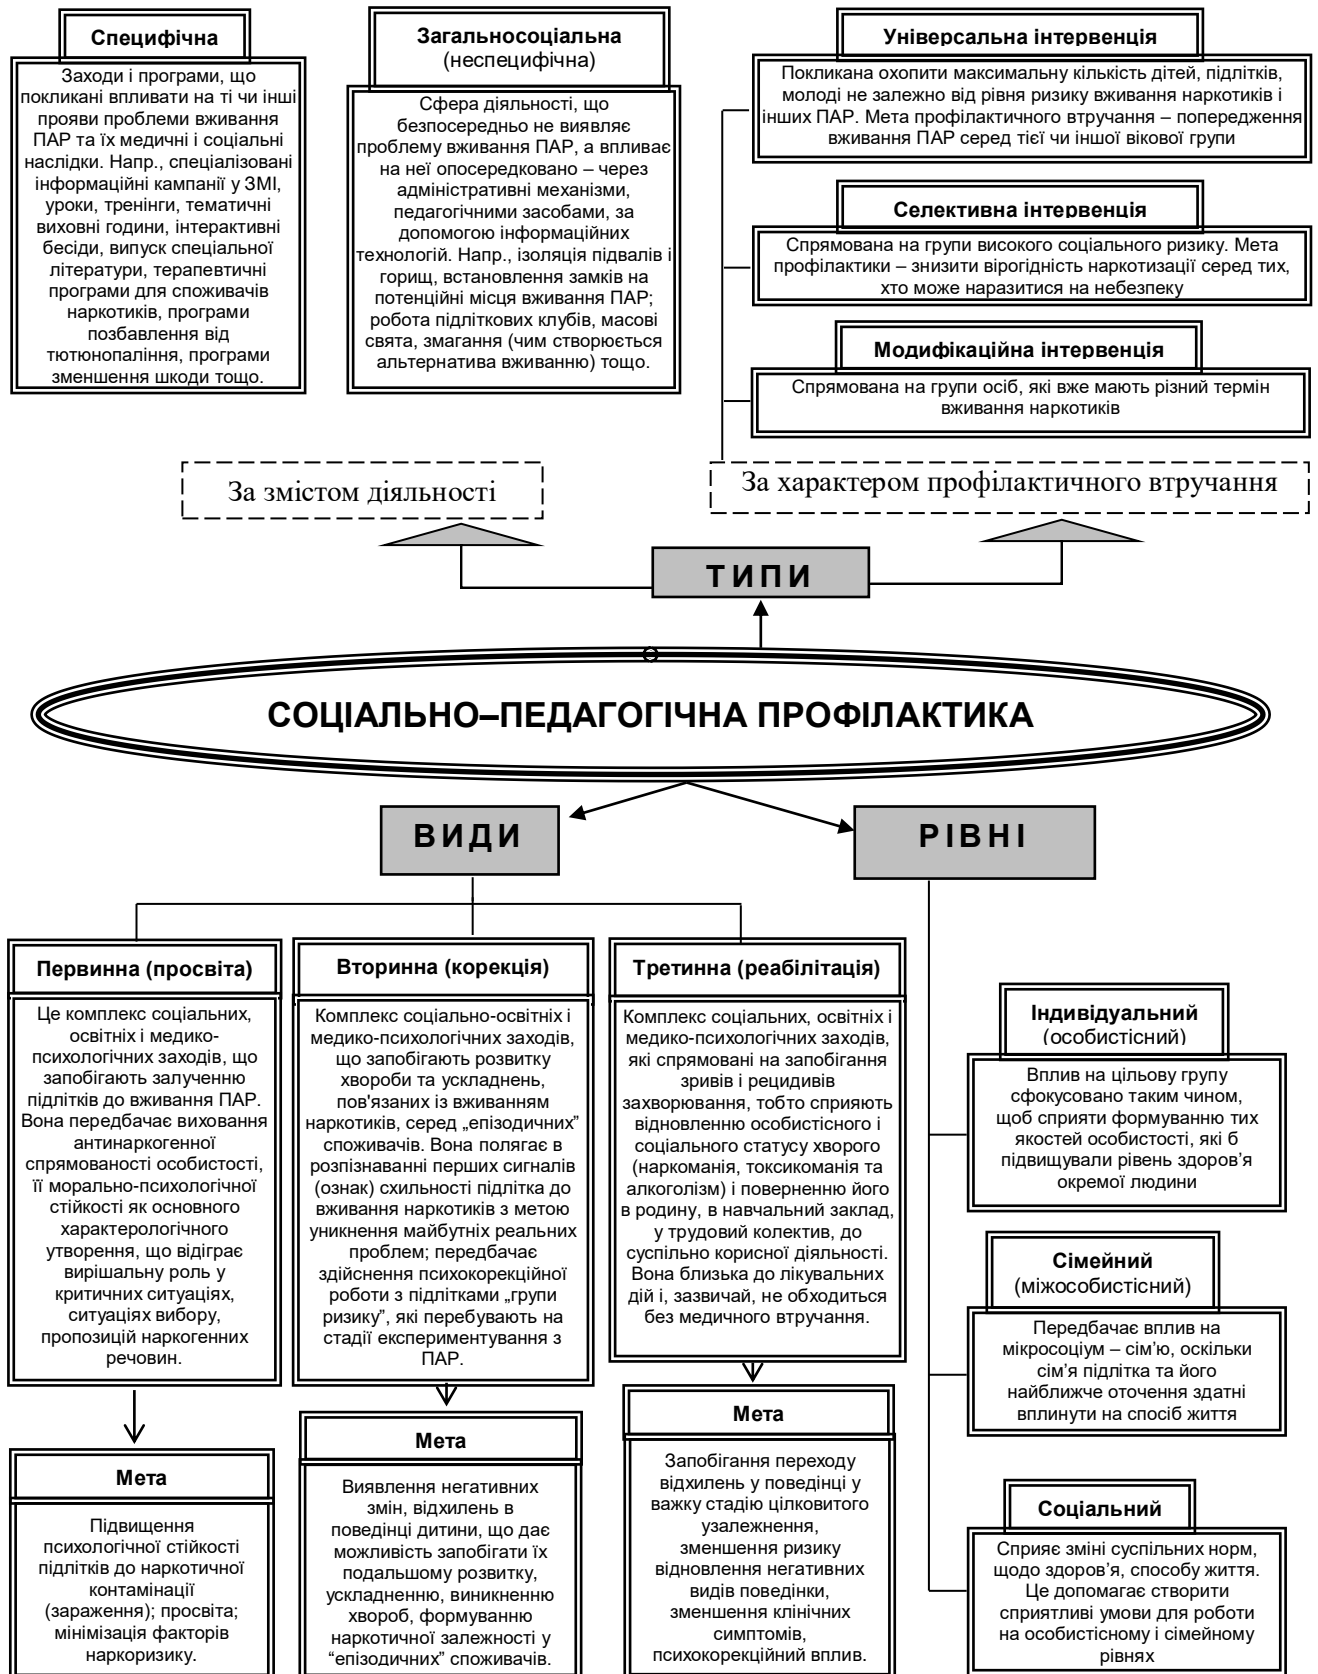 Специфічна
Заходи і програми, що
покликані впливати на ті чи інші
прояви проблеми вживання
ПАР та їх медичні і соціальні
наслідки. Напр., спеціалізовані
інформаційні кампанії у ЗМІ,
уроки, тренінги, тематичні
виховні години, інтерактивні
бесіди, випуск спеціальної
літератури, терапевтичні
програми для споживачів
наркотиків, програми
позбавлення від
тютюнопаління, програми
зменшення шкоди тощо.
Загальносоціальна
(неспецифічна)
Сфера діяльності, що
безпосередньо не виявляє
проблему вживання ПАР, а впливає
на неї опосередковано – через
адміністративні механізми,
педагогічними засобами, за
допомогою інформаційних
технологій. Напр., ізоляція підвалів і
горищ, встановлення замків на
потенційні місця вживання ПАР;
робота підліткових клубів, масові
свята, змагання (чим створюється
альтернатива вживанню) тощо.
Універсальна інтервенція
Покликана охопити максимальну кількість дітей, підлітків,
молоді не залежно від рівня ризику вживання наркотиків і
інших ПАР. Мета профілактичного втручання – попередження
вживання ПАР серед тієї чи іншої вікової групи
Селективна інтервенція
Спрямована на групи високого соціального ризику. Мета
профілактики – знизити вірогідність наркотизації серед тих,
хто може наразитися на небезпеку
Модифікаційна інтервенція
Спрямована на групи осіб, які вже мають різний термін
вживання наркотиків
За змістом діяльності
За характером профілактичного втручання
ТИПИ
СОЦІАЛЬНО–ПЕДАГОГІЧНА ПРОФІЛАКТИКА
ВИДИ
РІВНІ
Первинна (просвіта)
Це комплекс соціальних,
освітніх і медико-
психологічних заходів, що
запобігають залученню
підлітків до вживання ПАР.
Вона передбачає виховання
антинаркогенної
спрямованості особистості,
її морально-психологічної
стійкості як основного
характерологічного
утворення, що відіграє
вирішальну роль у
критичних ситуаціях,
ситуаціях вибору,
пропозицій наркогенних
речовин.
Мета
Підвищення
психологічної стійкості
підлітків до наркотичної
контамінації
(зараження); просвіта;
мінімізація факторів
наркоризику.
Вторинна (корекція)
Комплекс соціально-освітніх і
медико-психологічних заходів,
що запобігають розвитку
хвороби та ускладнень,
пов'язаних із вживанням
наркотиків, серед „епізодичних”
споживачів. Вона полягає в
розпізнаванні перших сигналів
(ознак) схильності підлітка до
вживання наркотиків з метою
уникнення майбутніх реальних
проблем; передбачає
здійснення психокорекційної
роботи з підлітками „групи
ризику”, які перебувають на
стадії експериментування з
ПАР.
Мета
Виявлення негативних
змін, відхилень в
поведінці дитини, що дає
можливість запобігати їх
подальшому розвитку,
ускладненню, виникненню
хвороб, формуванню
наркотичної залежності у
“епізодичних” споживачів.
Третинна (реабілітація)
Комплекс соціальних, освітніх і
медико-психологічних заходів,
які спрямовані на запобігання
зривів і рецидивів
захворювання, тобто сприяють
відновленню особистісного і
соціального статусу хворого
(наркоманія, токсикоманія та
алкоголізм) і поверненню його
в родину, в навчальний заклад,
у трудовий колектив, до
суспільно корисної діяльності.
Вона близька до лікувальних
дій і, зазвичай, не обходиться
без медичного втручання.
Мета
Запобігання переходу
відхилень у поведінці у
важку стадію цілковитого
узалежнення,
зменшення ризику
відновлення негативних
видів поведінки,
зменшення клінічних
симптомів,
психокорекційний вплив.
Індивідуальний
(особистісний)
Вплив на цільову групу
сфокусовано таким чином,
щоб сприяти формуванню тих
якостей особистості, які б
підвищували рівень здоров’я
окремої людини
Сімейний
(міжособистісний)
Передбачає вплив на
мікросоціум – сім’ю, оскільки
сім’я підлітка та його
найближче оточення здатні
вплинути на спосіб життя
Соціальний
Сприяє зміні суспільних норм,
щодо здоров’я, способу життя.
Це допомагає створити
сприятливі умови для роботи
на особистісному і сімейному
рівнях